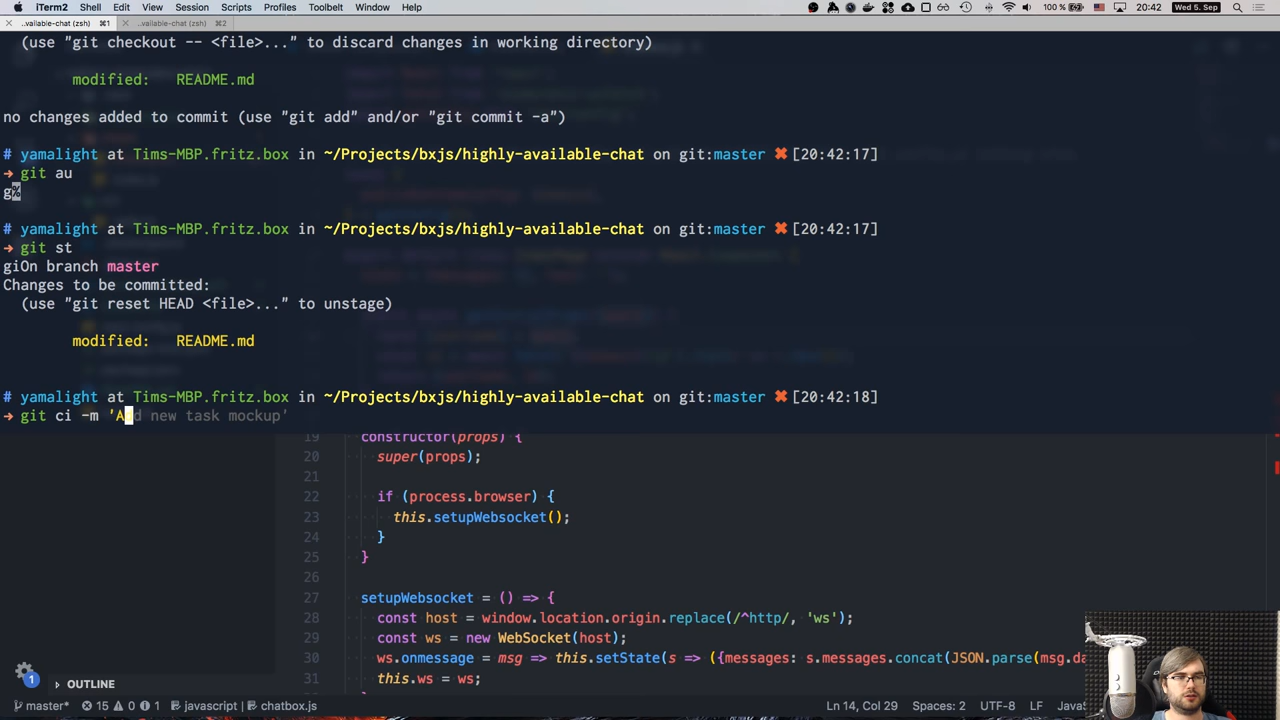 iTerm2 Shell Edit View Session Scripts Profiles Toolbelt Window Help 100 % 20:42 Wed 5. Sep
..vailable-chat (zsh) ⌘1 ..vailable-chat (zsh) ⌘2
(use "git checkout -- <file>..." to discard changes in working directory)
modified: README.md
no changes added to commit (use "git add" and/or "git commit -a")
# yamalight at Tims-MBP.fritz.box in ~/Projects/bxjs/highly-available-chat on git:master ✖ [20:42:17]
→ git au
g%
# yamalight at Tims-MBP.fritz.box in ~/Projects/bxjs/highly-available-chat on git:master ✖ [20:42:17]
→ git st
giOn branch master
Changes to be committed:
(use "git reset HEAD <file>..." to unstage)
modified: README.md
# yamalight at Tims-MBP.fritz.box in ~/Projects/bxjs/highly-available-chat on git:master ✖ [20:42:18]
→ git ci -m 'Add new task mockup'
19 constructor(props) {
20 super(props);
21
22 if (process.browser) {
23 this.setupWebsocket();
24 }
25 }
26
27 setupWebsocket = () => {
28 const host = window.location.origin.replace(/^http/, 'ws');
29 const ws = new WebSocket(host);
30 ws.onmessage = msg => this.setState(s => ({messages: s.messages.concat(JSON.parse(msg.da
31 this.ws = ws;
1
OUTLINE
master* 15 0 1 javascript chatbox.js Ln 14, Col 29 Spaces: 2 UTF-8 LF Java